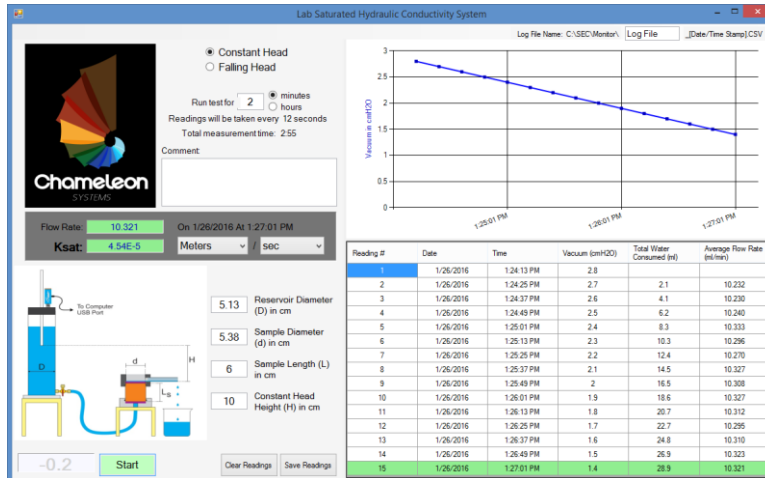 Lab Saturated Hydraulic Conductivity System
Log File Name: C:\SEC\Monitor\ Log File _[Date/Time Stamp].CSV
Chameleon
SYSTEMS
Constant Head
Falling Head
Run test for 2 minutes
hours
Readings will be taken every 12 seconds
Total measurement time: 2:55
Comment:
Flow Rate: 10.321 On 1/26/2016 At 1:27:01 PM
Ksat: 4.54E-5 Meters / sec
To Computer
USB Port
D
d
H
Ls
5.13 Reservoir Diameter
(D) in cm
5.38 Sample Diameter
(d) in cm
6 Sample Length (L)
in cm
10 Constant Head
Height (H) in cm
-0.2 Start Clear Readings Save Readings
Vacuum in cmH2O
3
2.5
2
1.5
1
0.5
0
1:25:01 PM 1:26:01 PM 1:27:01 PM
Reading # Date Time Vacuum (cmH2O) Total Water Consumed (ml) Average Flow Rate (ml/min)
1 1/26/2016 1:24:13 PM 2.8
2 1/26/2016 1:24:25 PM 2.7 2.1 10.232
3 1/26/2016 1:24:37 PM 2.6 4.1 10.230
4 1/26/2016 1:24:49 PM 2.5 6.2 10.240
5 1/26/2016 1:25:01 PM 2.4 8.3 10.333
6 1/26/2016 1:25:13 PM 2.3 10.3 10.296
7 1/26/2016 1:25:25 PM 2.2 12.4 10.270
8 1/26/2016 1:25:37 PM 2.1 14.5 10.327
9 1/26/2016 1:25:49 PM 2 16.5 10.308
10 1/26/2016 1:26:01 PM 1.9 18.6 10.327
11 1/26/2016 1:26:13 PM 1.8 20.7 10.312
12 1/26/2016 1:26:25 PM 1.7 22.7 10.295
13 1/26/2016 1:26:37 PM 1.6 24.8 10.310
14 1/26/2016 1:26:49 PM 1.5 26.9 10.323
15 1/26/2016 1:27:01 PM 1.4 28.9 10.321